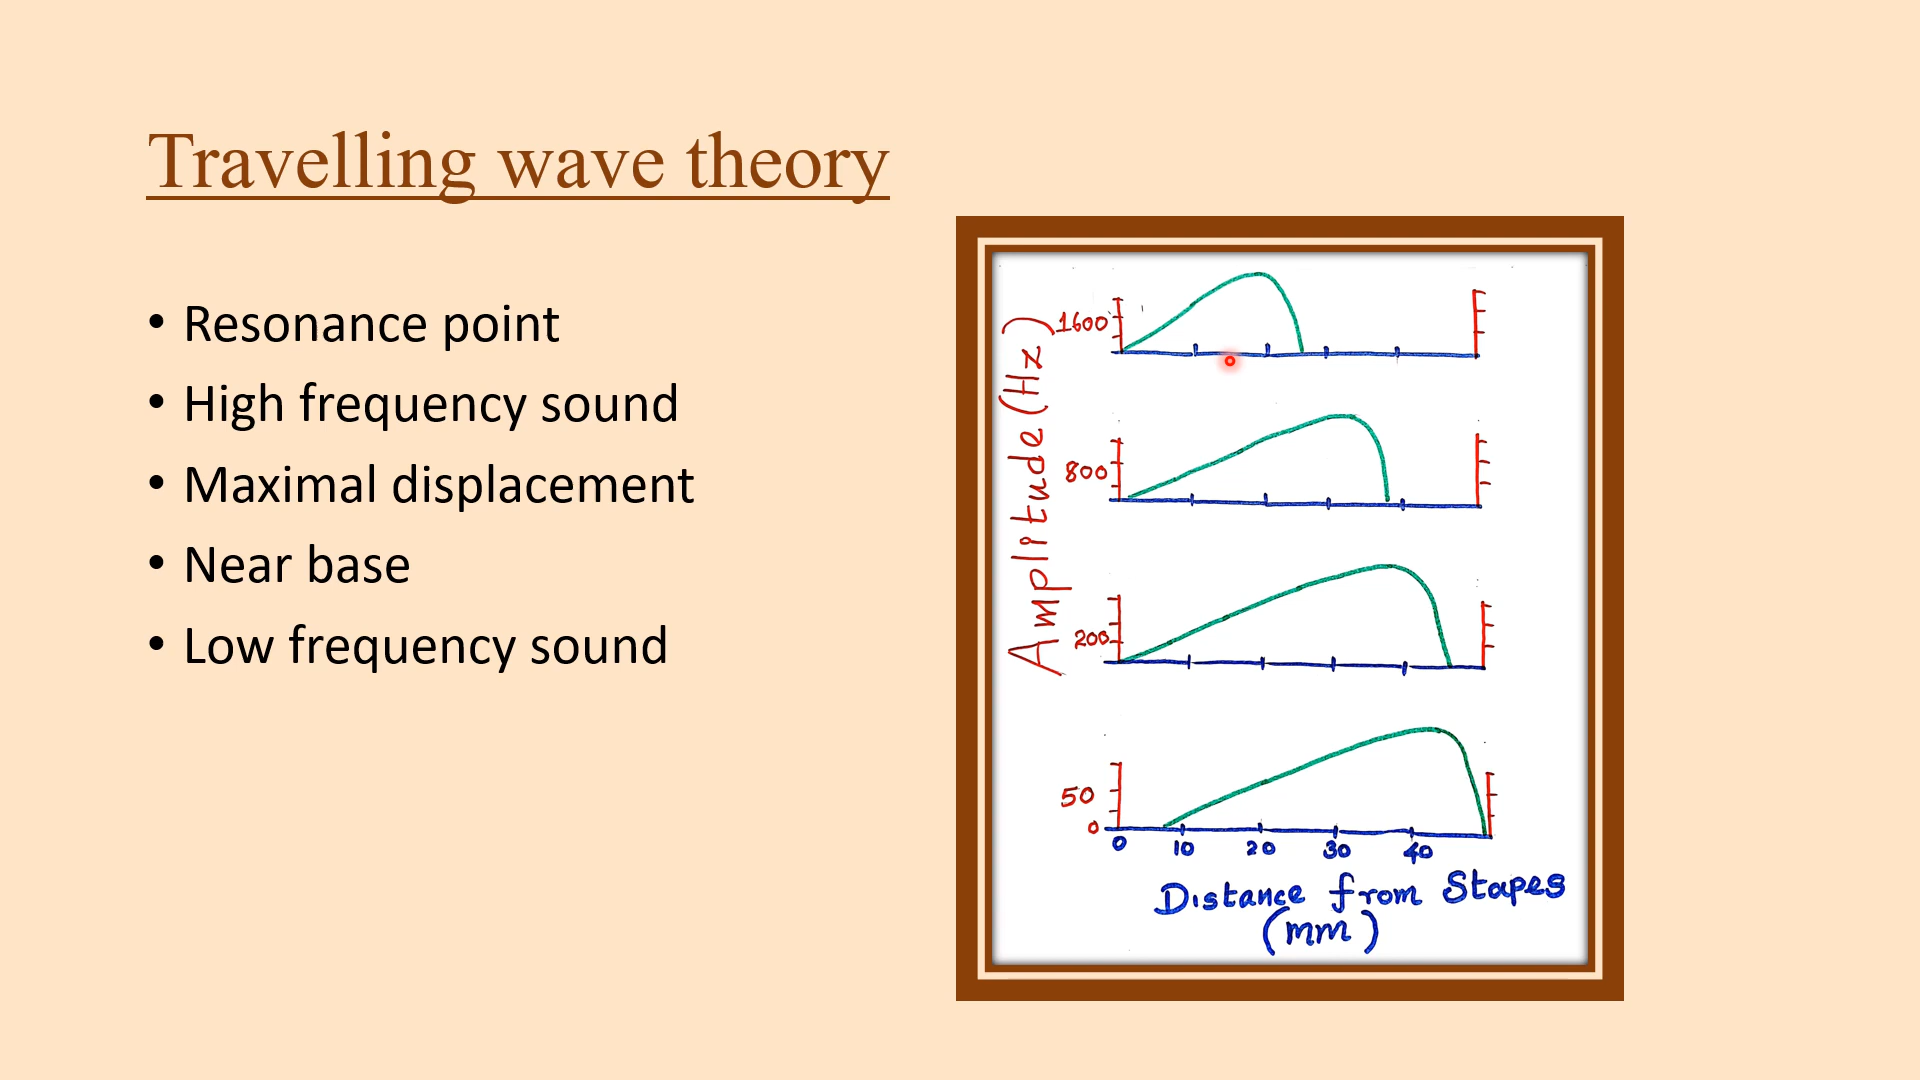 Travelling wave theory
• Resonance point
• High frequency sound
• Maximal displacement
• Near base
• Low frequency sound
Amplitude (Hz)
1600
800
200
50
0
0 10 20 30 40
Distance from Stapes
(mm)